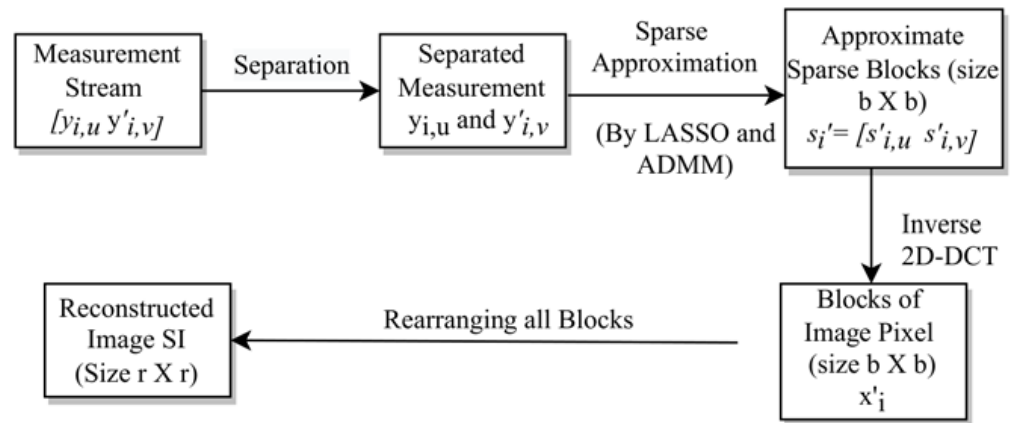 Measurement
Stream
[yi,u y'i,v]
Separation
Separated
Measurement
yi,u and y'i,v
Sparse
Approximation
(By LASSO and
ADMM)
Approximate
Sparse Blocks (size
b X b)
si'= [s'i,u s'i,v]
Inverse
2D-DCT
Blocks of
Image Pixel
(size b X b)
x'i
Rearranging all Blocks
Reconstructed
Image SI
(Size r X r)